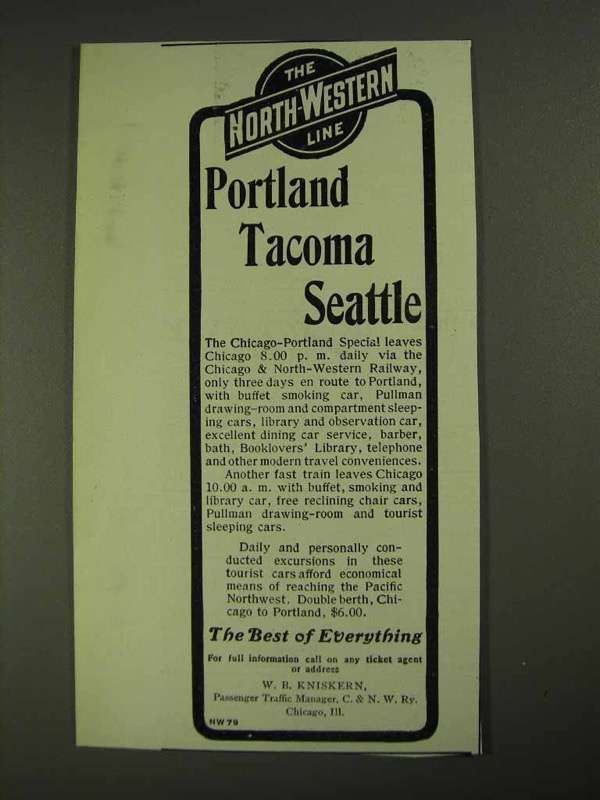 THE
NORTH-WESTERN
LINE
Portland
Tacoma
Seattle
The Chicago-Portland Special leaves
Chicago 8.00 p. m. daily via the
Chicago & North-Western Railway,
only three days en route to Portland,
with buffet smoking car, Pullman
drawing-room and compartment sleep-
ing cars, library and observation car,
excellent dining car service, barber,
bath, Booklovers' Library, telephone
and other modern travel conveniences.
Another fast train leaves Chicago
10.00 a. m. with buffet, smoking and
library car, free reclining chair cars,
Pullman drawing-room and tourist
sleeping cars.
Daily and personally con-
ducted excursions in these
tourist cars afford economical
means of reaching the Pacific
Northwest. Double berth, Chi-
cago to Portland, $6.00.
The Best of Everything
For full information call on any ticket agent
or address
W. B. KNISKERN,
Passenger Traffic Manager, C. & N. W. Ry.
Chicago, Ill.
NW 79